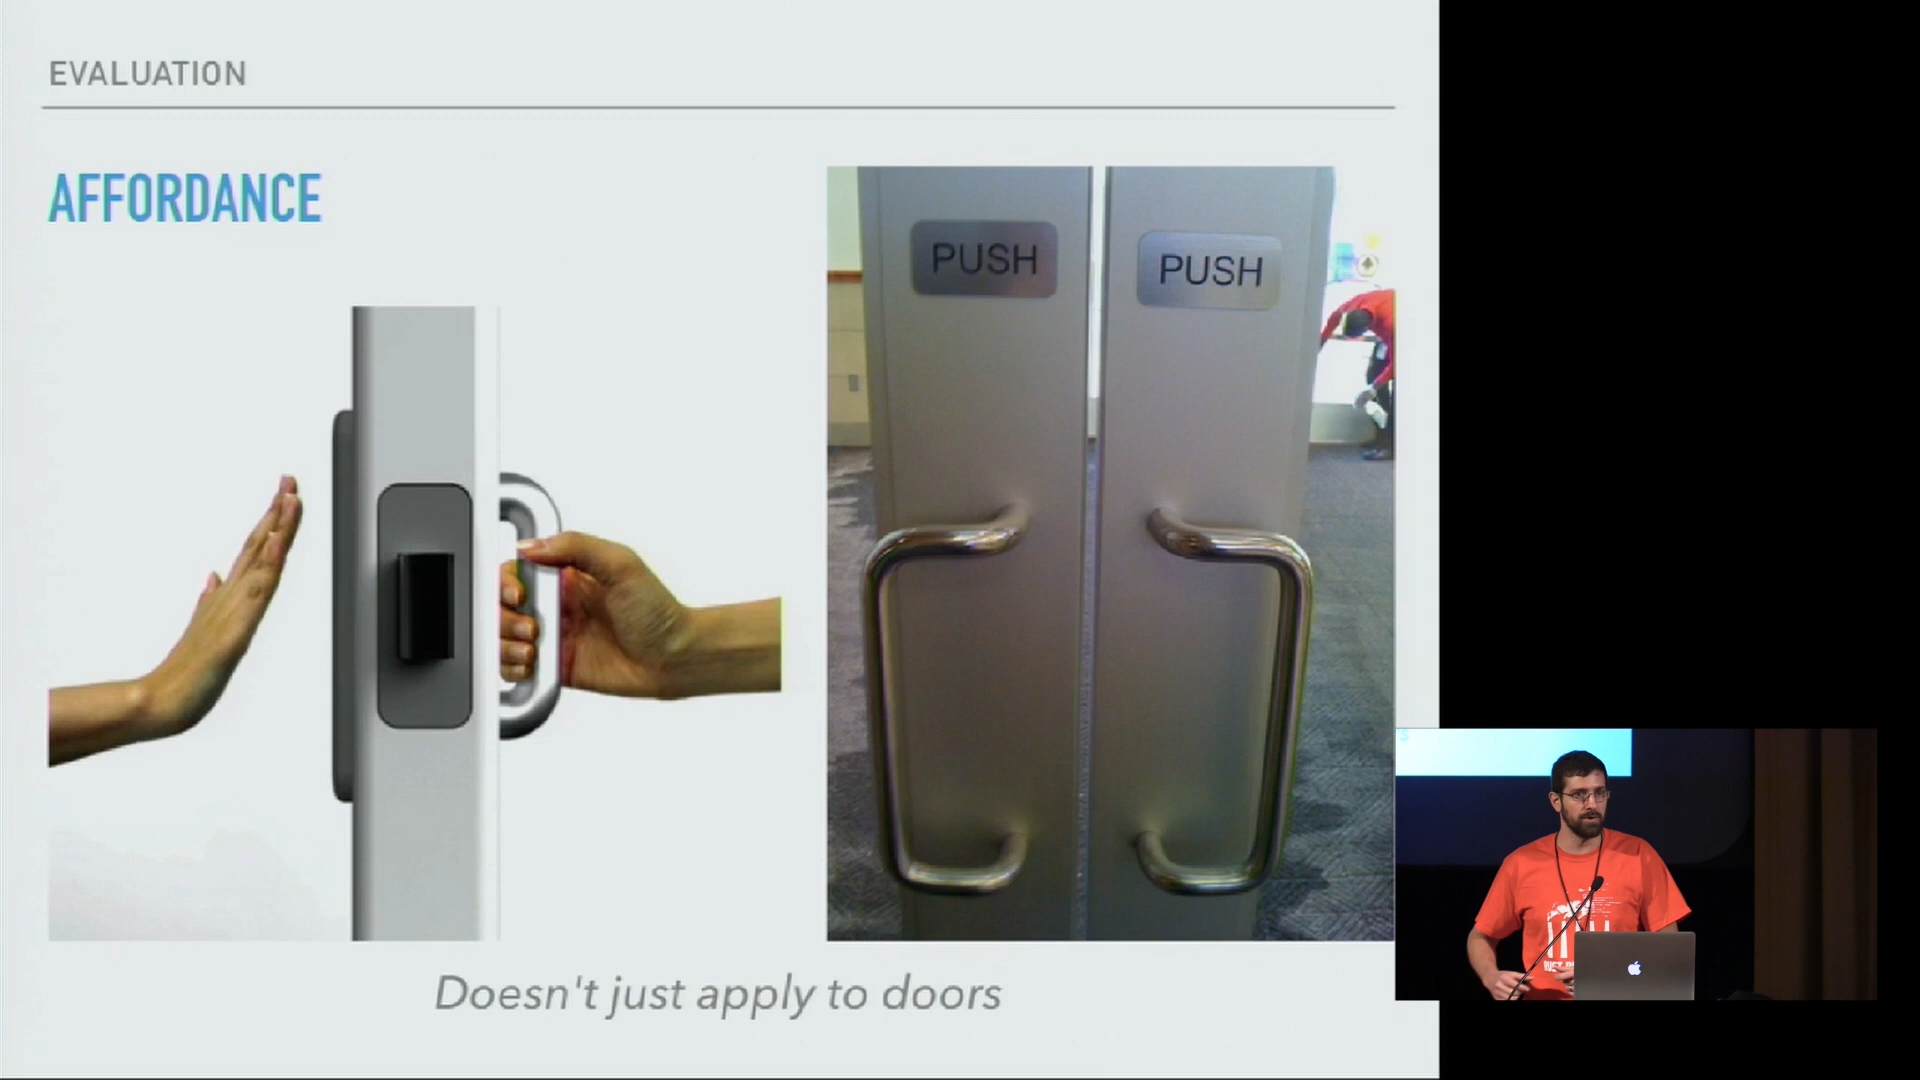 EVALUATION
AFFORDANCE
PUSH
PUSH
Doesn't just apply to doors